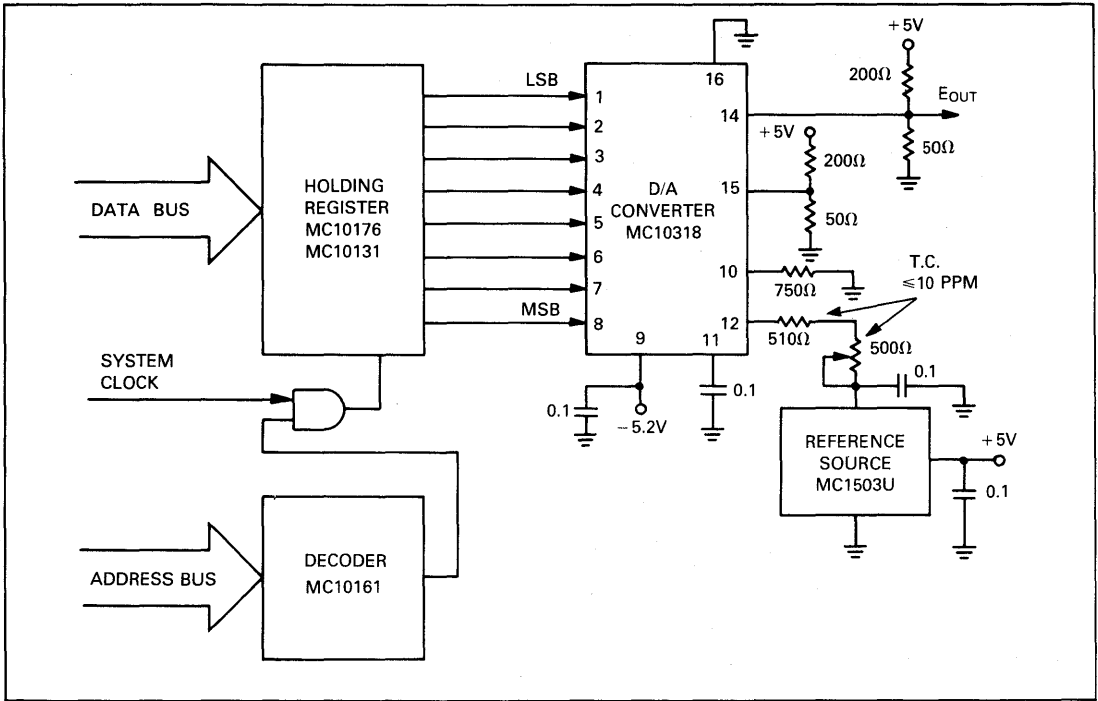 DATA BUS
HOLDING
REGISTER
MC10176
MC10131
SYSTEM
CLOCK
ADDRESS BUS
DECODER
MC10161
LSB
MSB
1
2
3
4
5
6
7
8
D/A
CONVERTER
MC10318
16
14
15
10
12
9
11
0.1
−5.2V
0.1
+5V
200Ω
EOUT
50Ω
+5V
200Ω
50Ω
750Ω
T.C.
≤10 PPM
510Ω
500Ω
0.1
REFERENCE
SOURCE
MC1503U
+5V
0.1